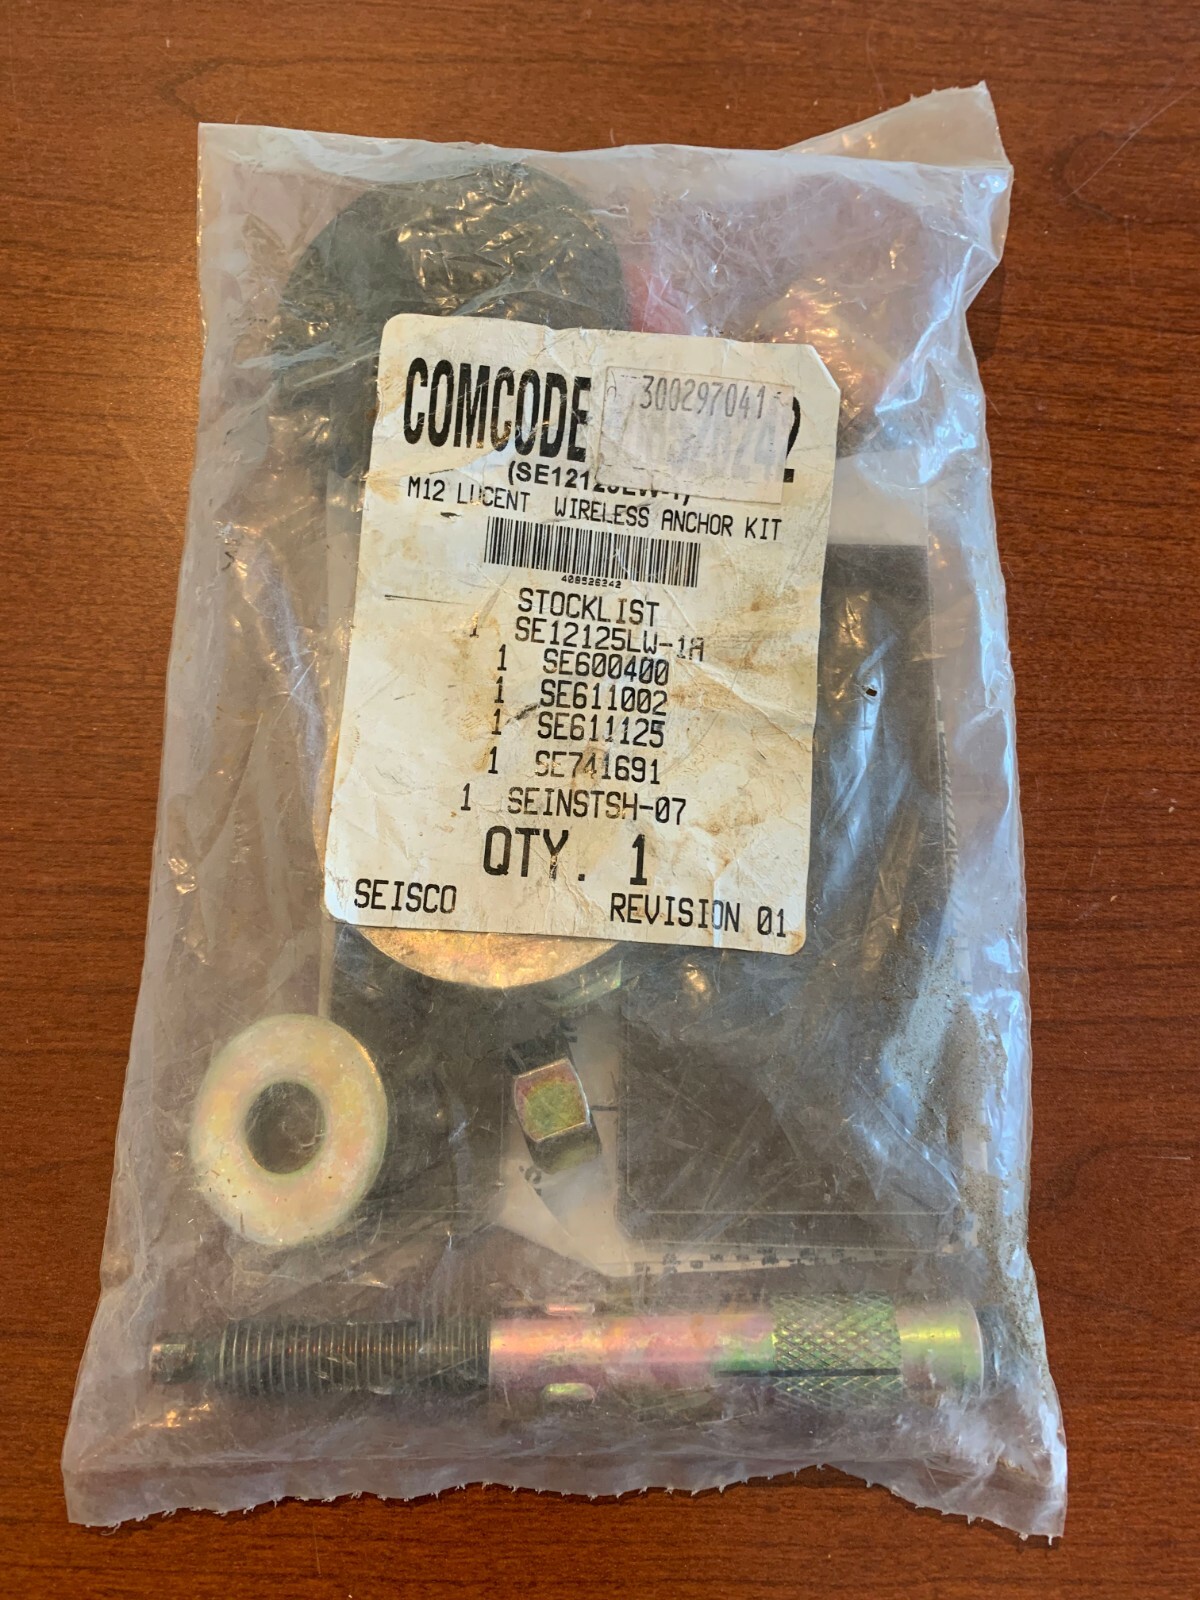 COMCODE
300297041
M12 LUCENT WIRELESS ANCHOR KIT
408526242
STOCKLIST
1 SE12125LW-1A
1 SE600400
1 SE611002
1 SE611125
1 SE741691
1 SEINSTSH-07
QTY. 1
SEISCO REVISION 01